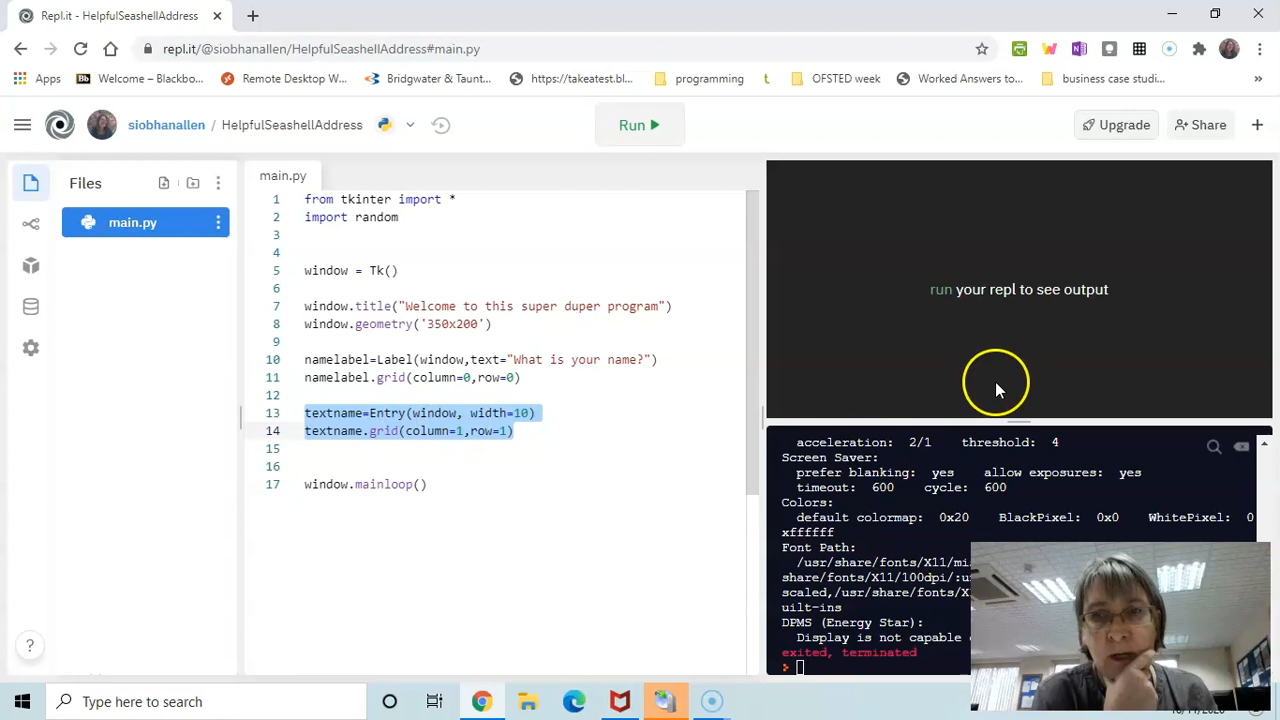 Repl.it - HelpfulSeashellAddress
repl.it/@siobhanallen/HelpfulSeashellAddress#main.py
Apps Bb Welcome – Blackbo... Remote Desktop W... Bridgwater & Taunt... https://takeatest.bl... programming t OFSTED week Worked Answers to... business case studi... »
siobhanallen / HelpfulSeashellAddress Run Upgrade Share
Files main.py
main.py
1 from tkinter import *
2 import random
3
4
5 window = Tk()
6
7 window.title("Welcome to this super duper program")
8 window.geometry('350x200')
9
10 namelabel=Label(window,text="What is your name?")
11 namelabel.grid(column=0,row=0)
12
13 textname=Entry(window, width=10)
14 textname.grid(column=1,row=1)
15
16
17 window.mainloop()
run your repl to see output
acceleration: 2/1 threshold: 4
Screen Saver:
prefer blanking: yes allow exposures: yes
timeout: 600 cycle: 600
Colors:
default colormap: 0x20 BlackPixel: 0x0 WhitePixel: 0
xffffff
Font Path:
/usr/share/fonts/X11/mi
share/fonts/X11/100dpi/:u
scaled,/usr/share/fonts/X
uilt-ins
DPMS (Energy Star):
Display is not capable
exited, terminated
?
Type here to search